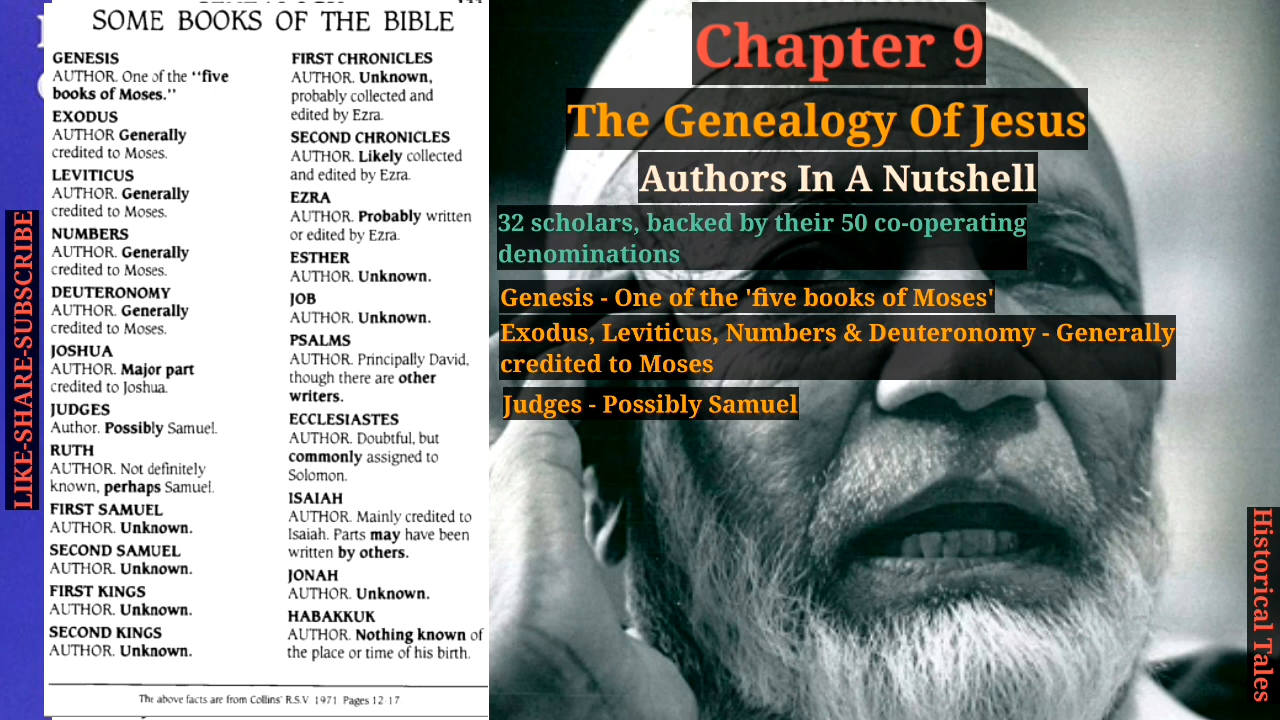 SOME BOOKS OF THE BIBLE
GENESIS
AUTHOR. One of the "five
books of Moses."
EXODUS
AUTHOR Generally
credited to Moses.
LEVITICUS
AUTHOR. Generally
credited to Moses.
NUMBERS
AUTHOR. Generally
credited to Moses.
DEUTERONOMY
AUTHOR. Generally
credited to Moses.
JOSHUA
AUTHOR. Major part
credited to Joshua.
JUDGES
Author. Possibly Samuel.
RUTH
AUTHOR. Not definitely
known, perhaps Samuel.
FIRST SAMUEL
AUTHOR. Unknown.
SECOND SAMUEL
AUTHOR. Unknown.
FIRST KINGS
AUTHOR. Unknown.
SECOND KINGS
AUTHOR. Unknown.
FIRST CHRONICLES
AUTHOR. Unknown,
probably collected and
edited by Ezra.
SECOND CHRONICLES
AUTHOR. Likely collected
and edited by Ezra.
EZRA
AUTHOR. Probably written
or edited by Ezra.
ESTHER
AUTHOR. Unknown.
JOB
AUTHOR. Unknown.
PSALMS
AUTHOR. Principally David,
though there are other
writers.
ECCLESIASTES
AUTHOR. Doubtful, but
commonly assigned to
Solomon.
ISAIAH
AUTHOR. Mainly credited to
Isaiah. Parts may have been
written by others.
JONAH
AUTHOR. Unknown.
HABAKKUK
AUTHOR. Nothing known of
the place or time of his birth.
The above facts are from Collins' R.S.V. 1971. Pages 12-17
Chapter 9
The Genealogy Of Jesus
Authors In A Nutshell
32 scholars, backed by their 50 co-operating
denominations
Genesis - One of the 'five books of Moses'
Exodus, Leviticus, Numbers & Deuteronomy - Generally
credited to Moses
Judges - Possibly Samuel
LIKE-SHARE-SUBSCRIBE
Historical Tales